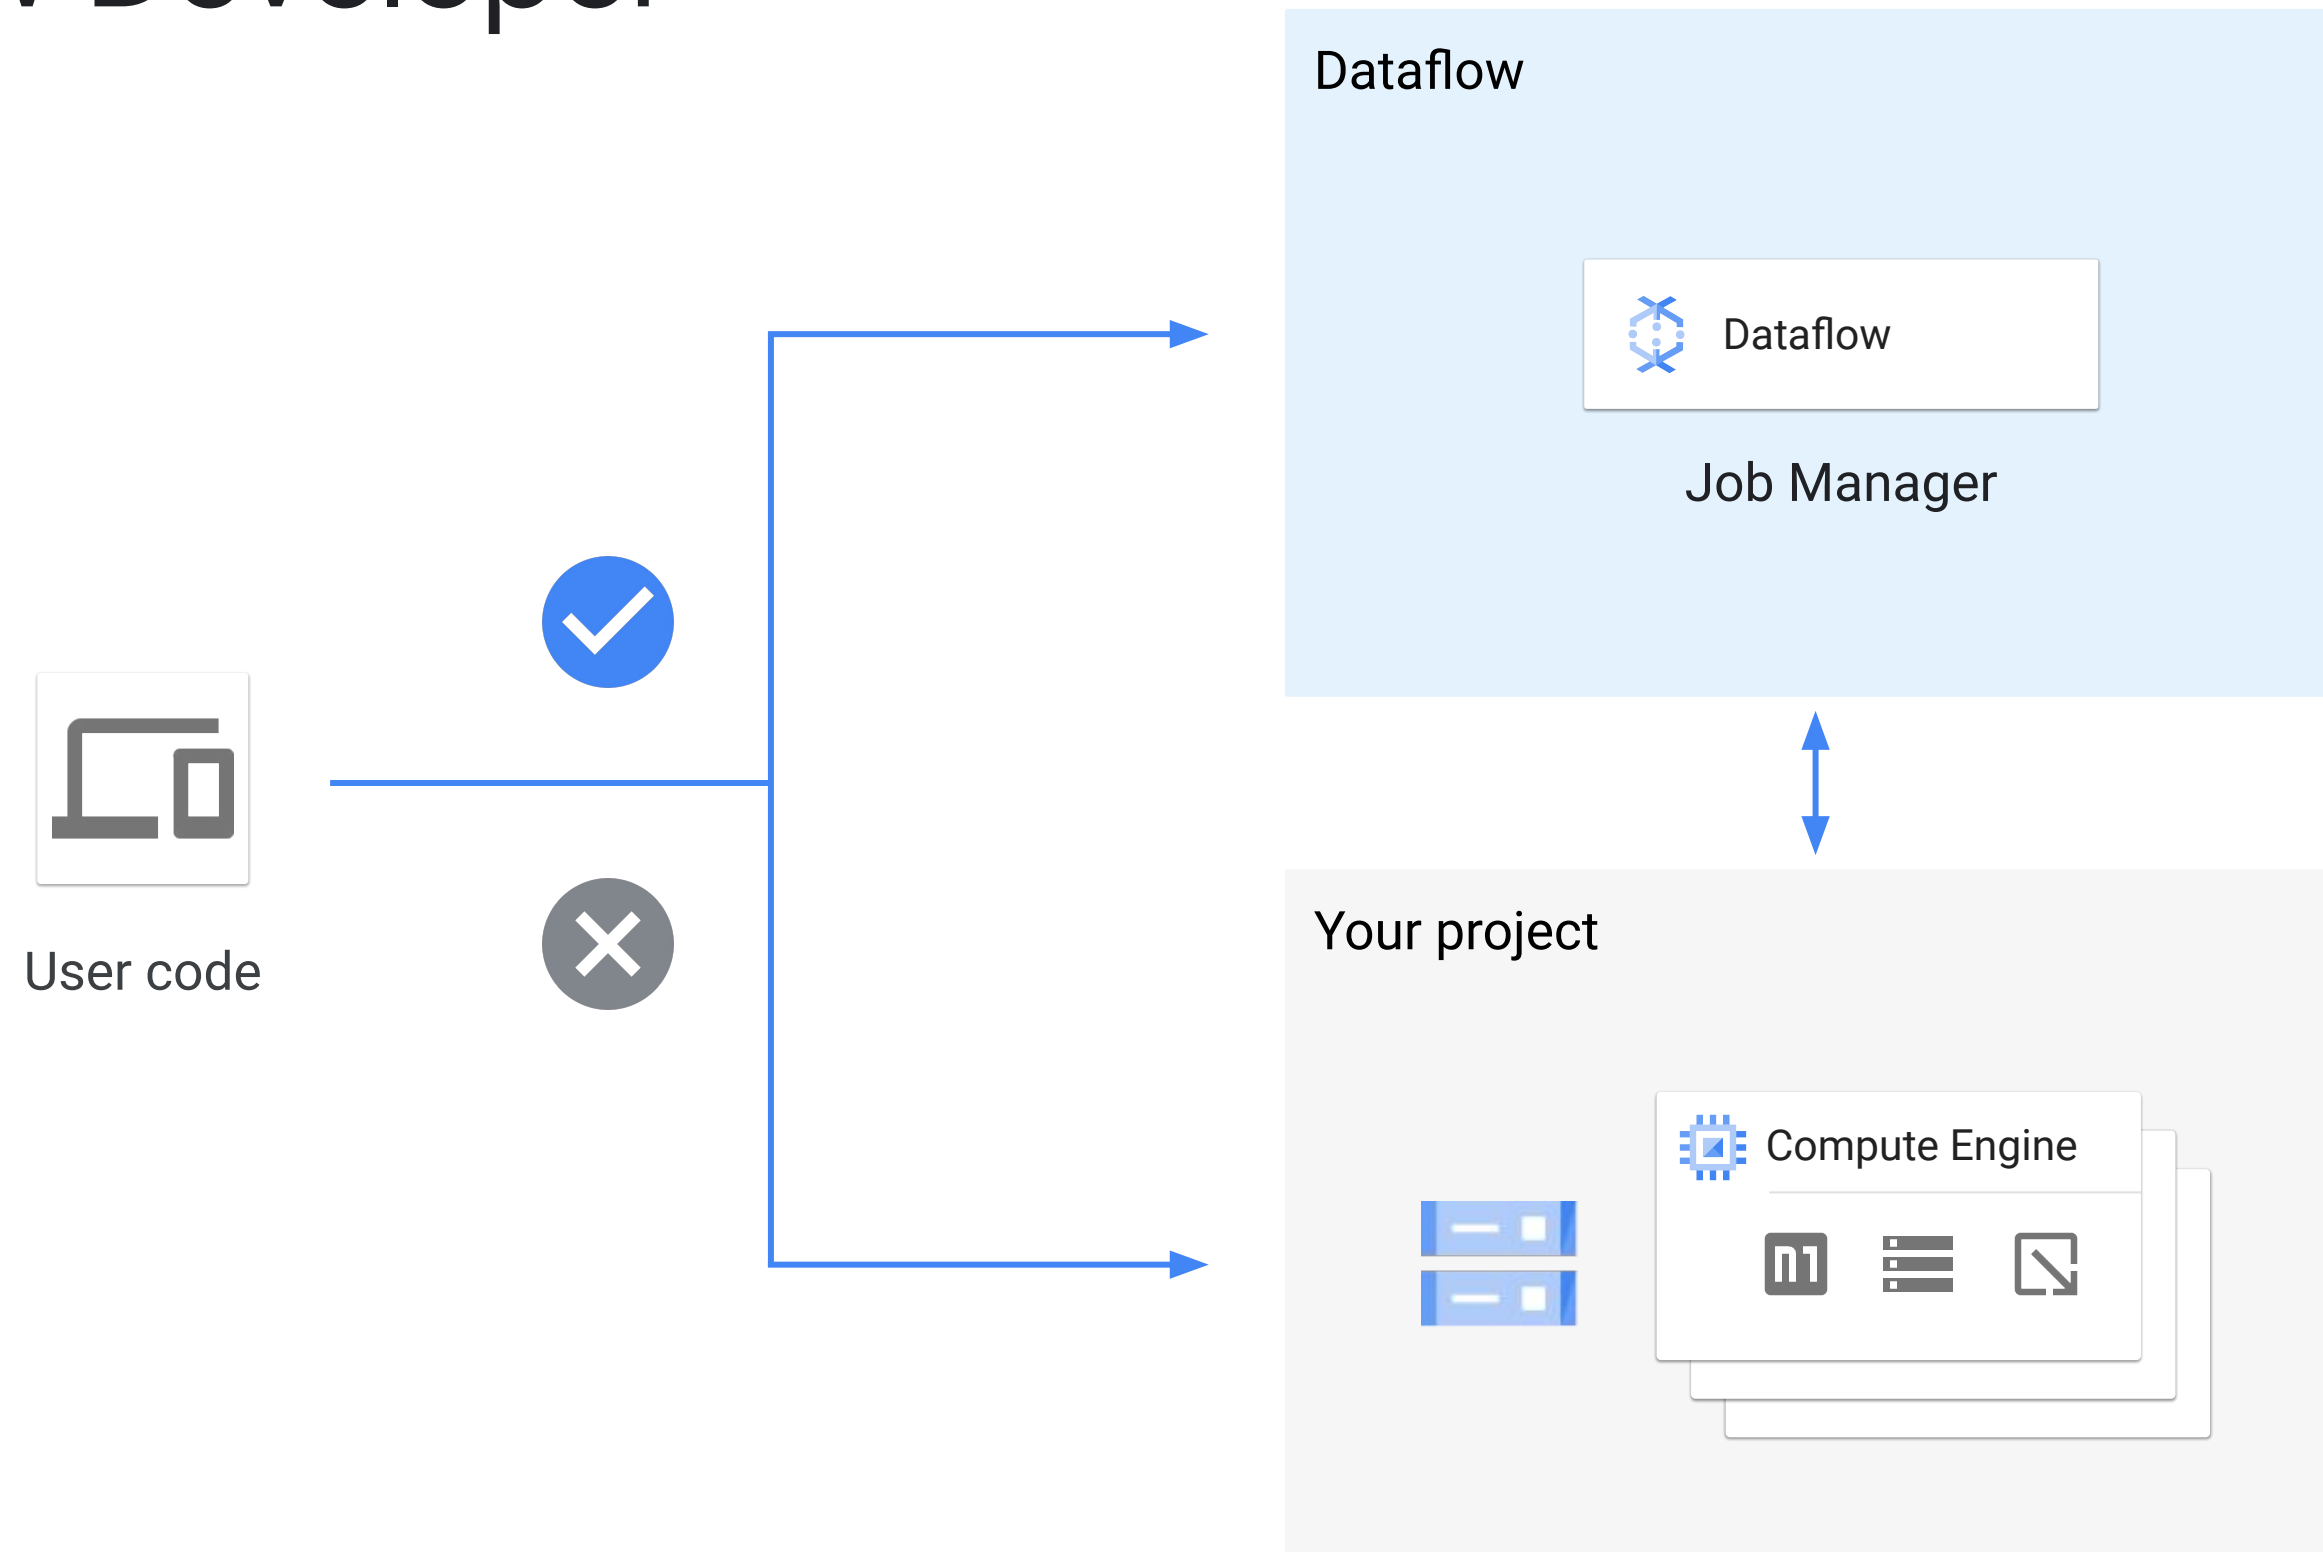 Dataflow
Dataflow
Job Manager
User code
Your project
Compute Engine